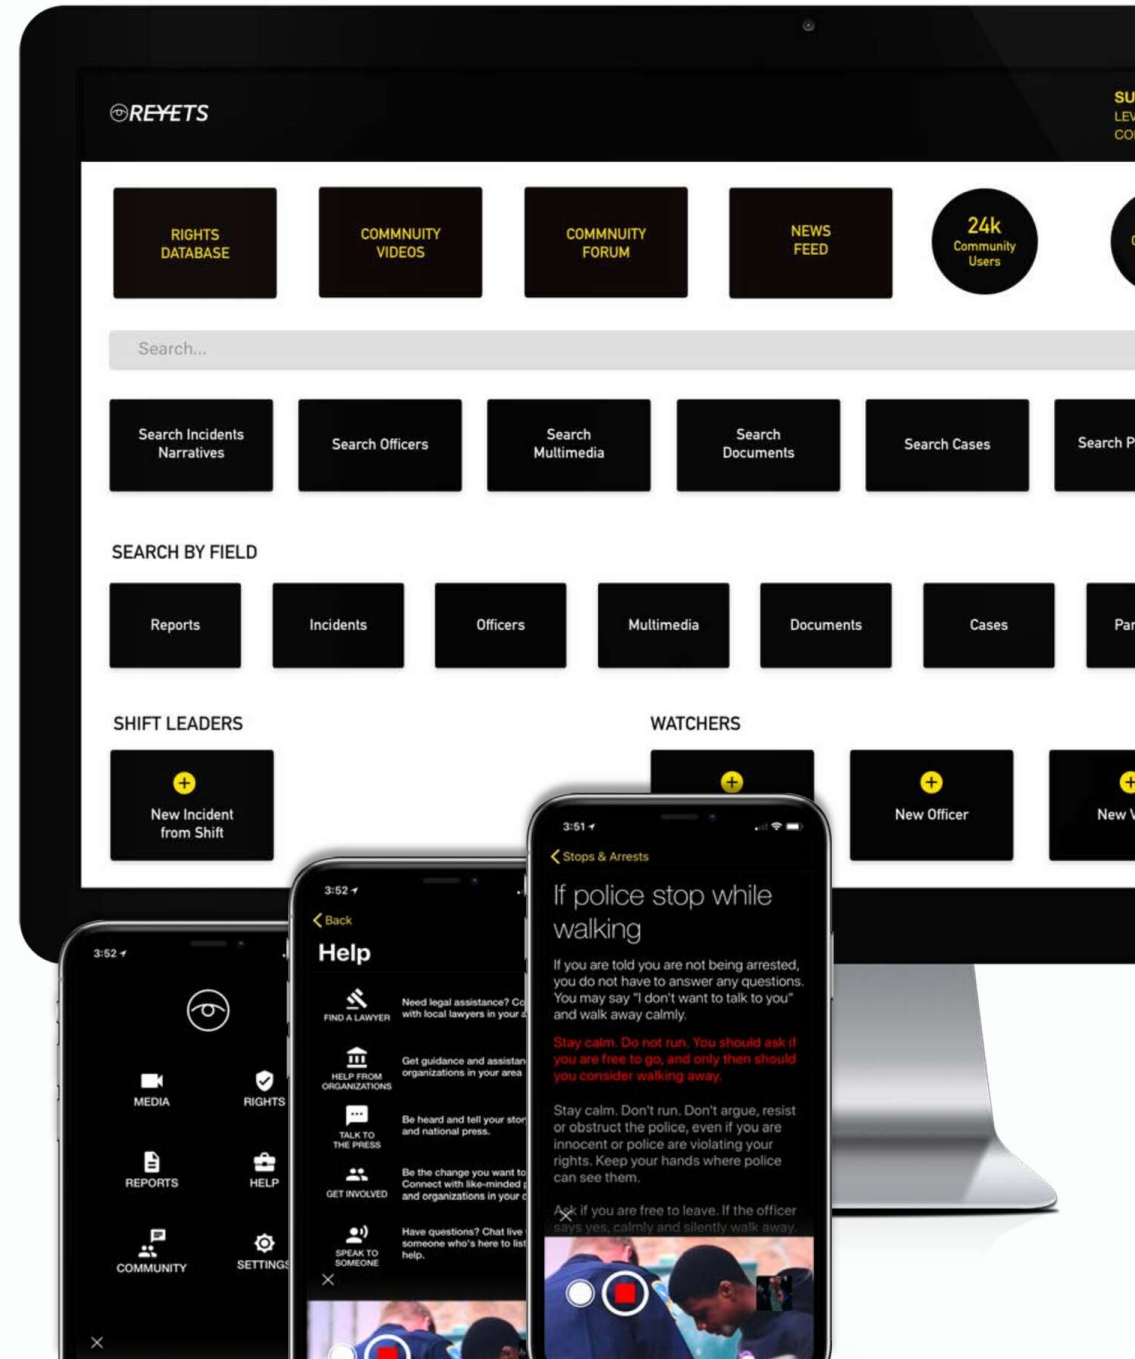 REYETS
SU
LEV
RIGHTS
DATABASE
COMMNUITY
VIDEOS
COMMNUITY
FORUM
NEWS
FEED
24k
Community
Users
Search...
Search Incidents
Narratives
Search Officers
Search
Multimedia
Search
Documents
Search Cases
Search P
SEARCH BY FIELD
Reports
Incidents
Officers
Multimedia
Documents
Cases
Par
SHIFT LEADERS
WATCHERS
New Incident
from Shift
New Officer
New
3:52
MEDIA
RIGHTS
REPORTS
HELP
COMMUNITY
SETTINGS
3:52
Back
Help
FIND A LAWYER
Need legal assistance? Co
with local lawyers in your
HELP FROM
ORGANIZATIONS
Get guidance and assistan
organizations in your area
TALK TO
THE PRESS
Be heard and tell your stor
and national press.
GET INVOLVED
Be the change you want to
Connect with like-minded
and organizations in your
SPEAK TO
SOMEONE
Have questions? Chat live
someone who's here to list
help.
3:51
Stops & Arrests
If police stop while
walking
If you are told you are not being arrested,
you do not have to answer any questions.
You may say "I don't want to talk to you"
and walk away calmly.
Stay calm. Do not run. You should ask if
you are free to go, and only then should
you consider walking away.
Stay calm. Don't run. Don't argue, resist
or obstruct the police, even if you are
innocent or police are violating your
rights. Keep your hands where police
can see them.
Ask if you are free to leave. If the officer
says yes, calmly and silently walk away.